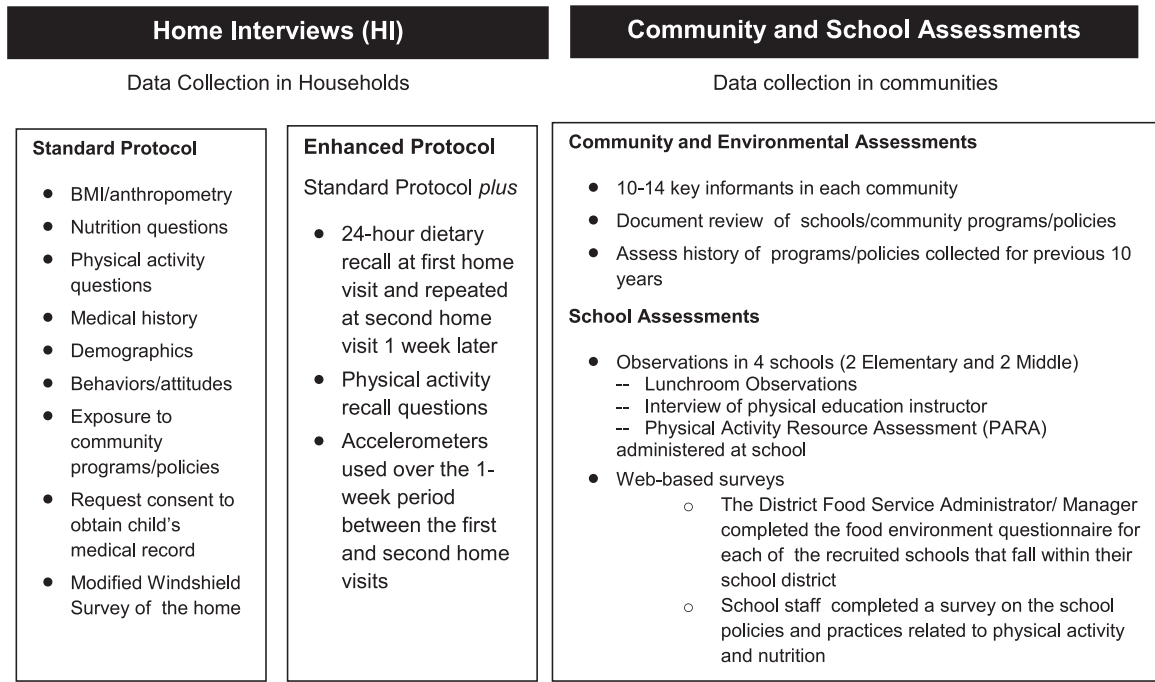 Home Interviews (HI)
Data Collection in Households
Standard Protocol
• BMI/anthropometry
• Nutrition questions
• Physical activity
questions
• Medical history
• Demographics
• Behaviors/attitudes
• Exposure to
community
programs/policies
• Request consent to
obtain child's
medical record
• Modified Windshield
Survey of the home
Enhanced Protocol
Standard Protocol plus
• 24-hour dietary
recall at first home
visit and repeated
at second home
visit 1 week later
• Physical activity
recall questions
• Accelerometers
used over the 1-
week period
between the first
and second home
visits
Community and School Assessments
Data collection in communities
Community and Environmental Assessments
• 10-14 key informants in each community
• Document review of schools/community programs/policies
• Assess history of programs/policies collected for previous 10
years
School Assessments
• Observations in 4 schools (2 Elementary and 2 Middle)
-- Lunchroom Observations
-- Interview of physical education instructor
-- Physical Activity Resource Assessment (PARA)
administered at school
• Web-based surveys
○ The District Food Service Administrator/ Manager
completed the food environment questionnaire for
each of the recruited schools that fall within their
school district
○ School staff completed a survey on the school
policies and practices related to physical activity
and nutrition